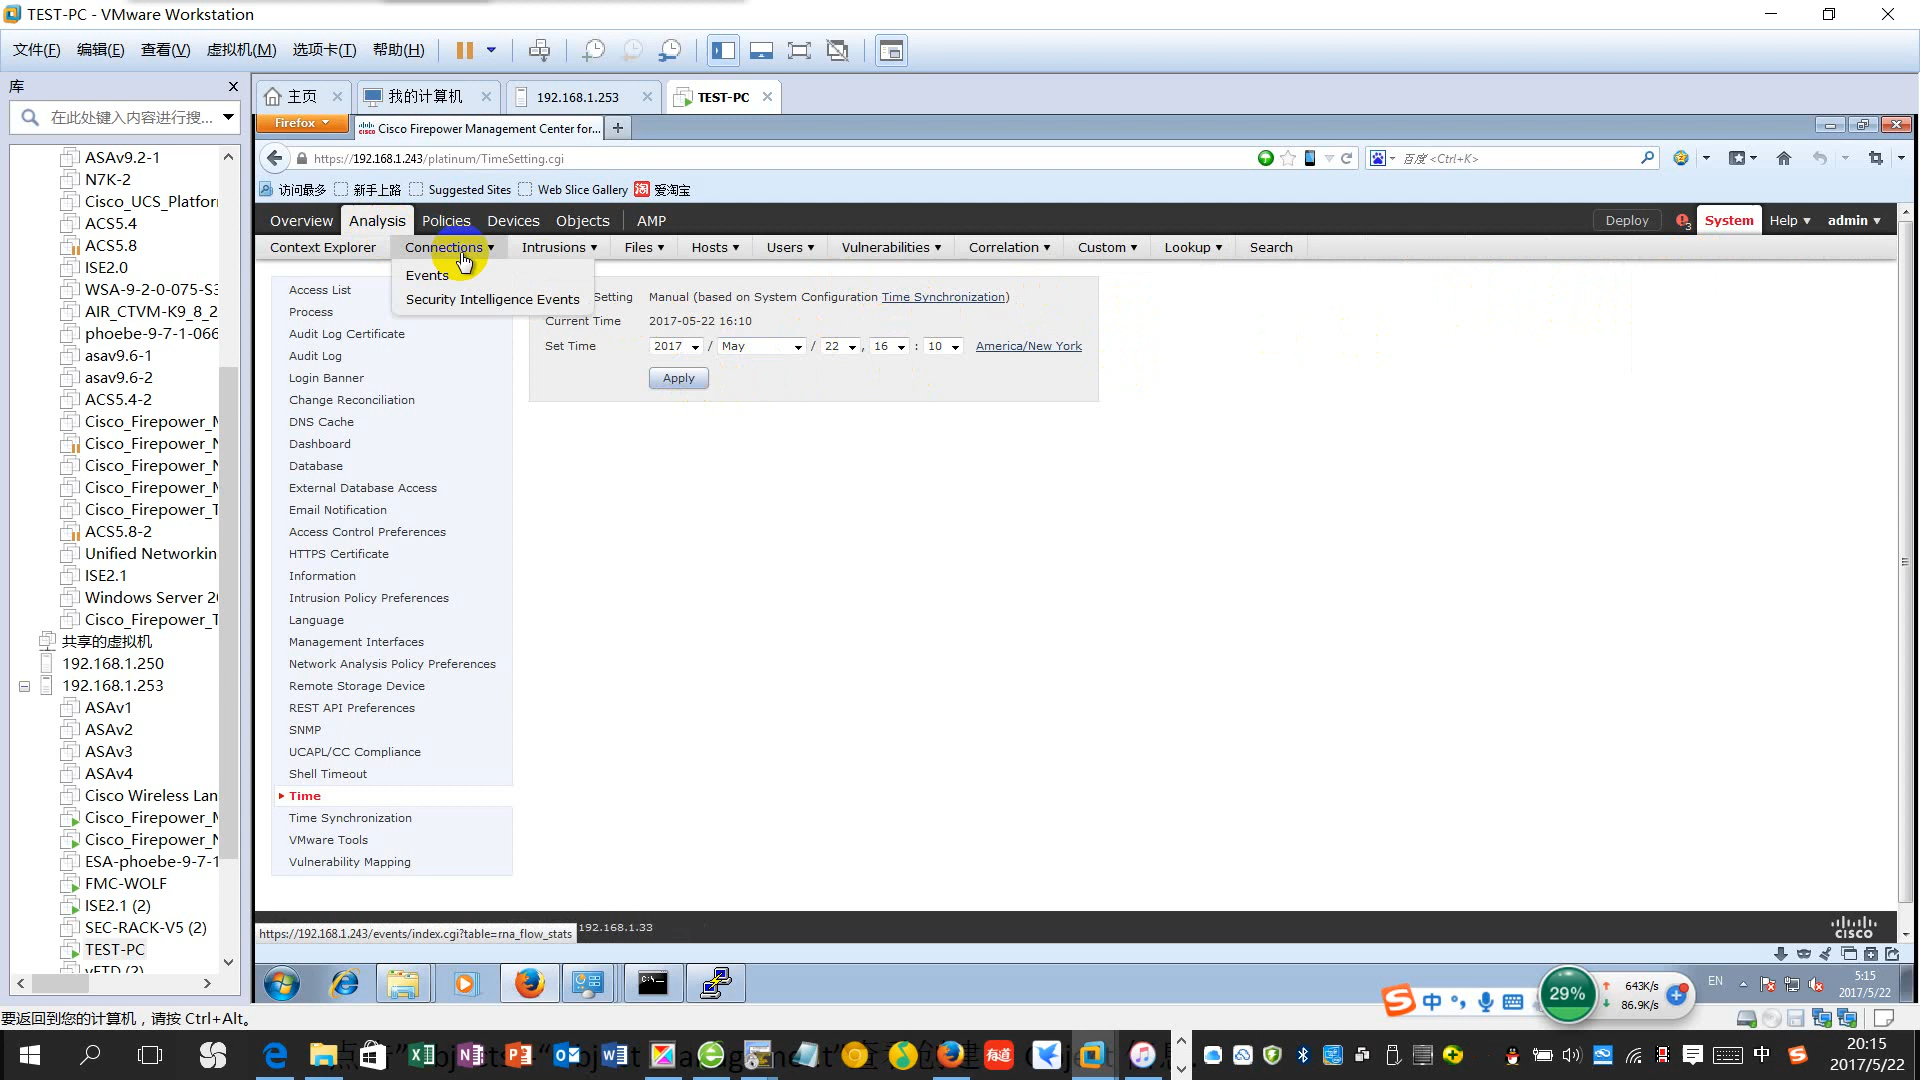 TEST-PC - VMware Workstation
文件(F) 编辑(E) 查看(V) 虚拟机(M) 选项卡(T) 帮助(H)
库
在此处键入内容进行搜...
主页
我的计算机
192.168.1.253
TEST-PC
Firefox
Cisco Firepower Management Center for...
https://192.168.1.243/platinum/TimeSetting.cgi
百度 <Ctrl+K>
访问最多 新手上路 Suggested Sites Web Slice Gallery 爱淘宝
Overview Analysis Policies Devices Objects AMP
Deploy 3 System Help admin
Context Explorer Connections Intrusions Files Hosts Users Vulnerabilities Correlation Custom Lookup Search
Events
Security Intelligence Events
ASAv9.2-1
N7K-2
Cisco_UCS_Platfor
ACS5.4
ACS5.8
ISE2.0
WSA-9-2-0-075-S3
AIR_CTVM-K9_8_2
phoebe-9-7-1-066
asav9.6-1
asav9.6-2
ACS5.4-2
Cisco_Firepower_M
Cisco_Firepower_N
Cisco_Firepower_N
Cisco_Firepower_M
Cisco_Firepower_T
ACS5.8-2
Unified Networkin
ISE2.1
Windows Server 20
Cisco_Firepower_T
共享的虚拟机
192.168.1.250
192.168.1.253
ASAv1
ASAv2
ASAv3
ASAv4
Cisco Wireless Lan
Cisco_Firepower_M
Cisco_Firepower_N
ESA-phoebe-9-7-1
FMC-WOLF
ISE2.1 (2)
SEC-RACK-V5 (2)
TEST-PC
vFTD (2)
Access List
Process
Audit Log Certificate
Audit Log
Login Banner
Change Reconciliation
DNS Cache
Dashboard
Database
External Database Access
Email Notification
Access Control Preferences
HTTPS Certificate
Information
Intrusion Policy Preferences
Language
Management Interfaces
Network Analysis Policy Preferences
Remote Storage Device
REST API Preferences
SNMP
UCAPL/CC Compliance
Shell Timeout
Time
Time Synchronization
VMware Tools
Vulnerability Mapping
Setting Manual (based on System Configuration Time Synchronization)
Current Time 2017-05-22 16:10
Set Time 2017 / May / 22 , 16 : 10 America/New York
Apply
https://192.168.1.243/events/index.cgi?table=rna_flow_stats
192.168.1.33
CISCO
29%
643K/s
86.9K/s
EN
5:15
2017/5/22
中
要返回到您的计算机，请按 Ctrl+Alt。
中
20:15
2017/5/22